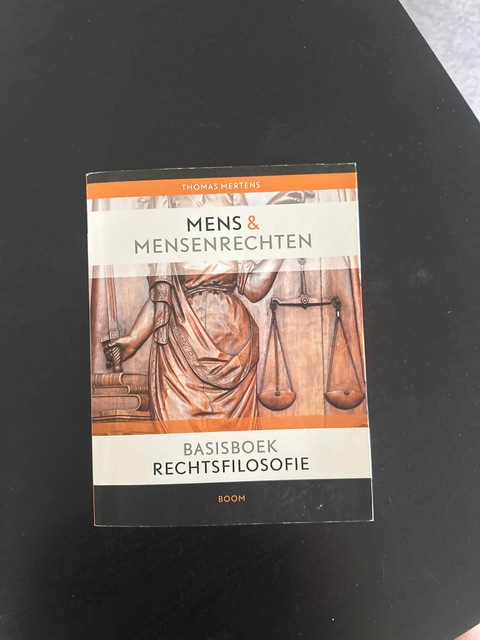 THOMAS MERTENS
MENS &
MENSENRECHTEN
BASISBOEK
RECHTSFILOSOFIE
BOOM